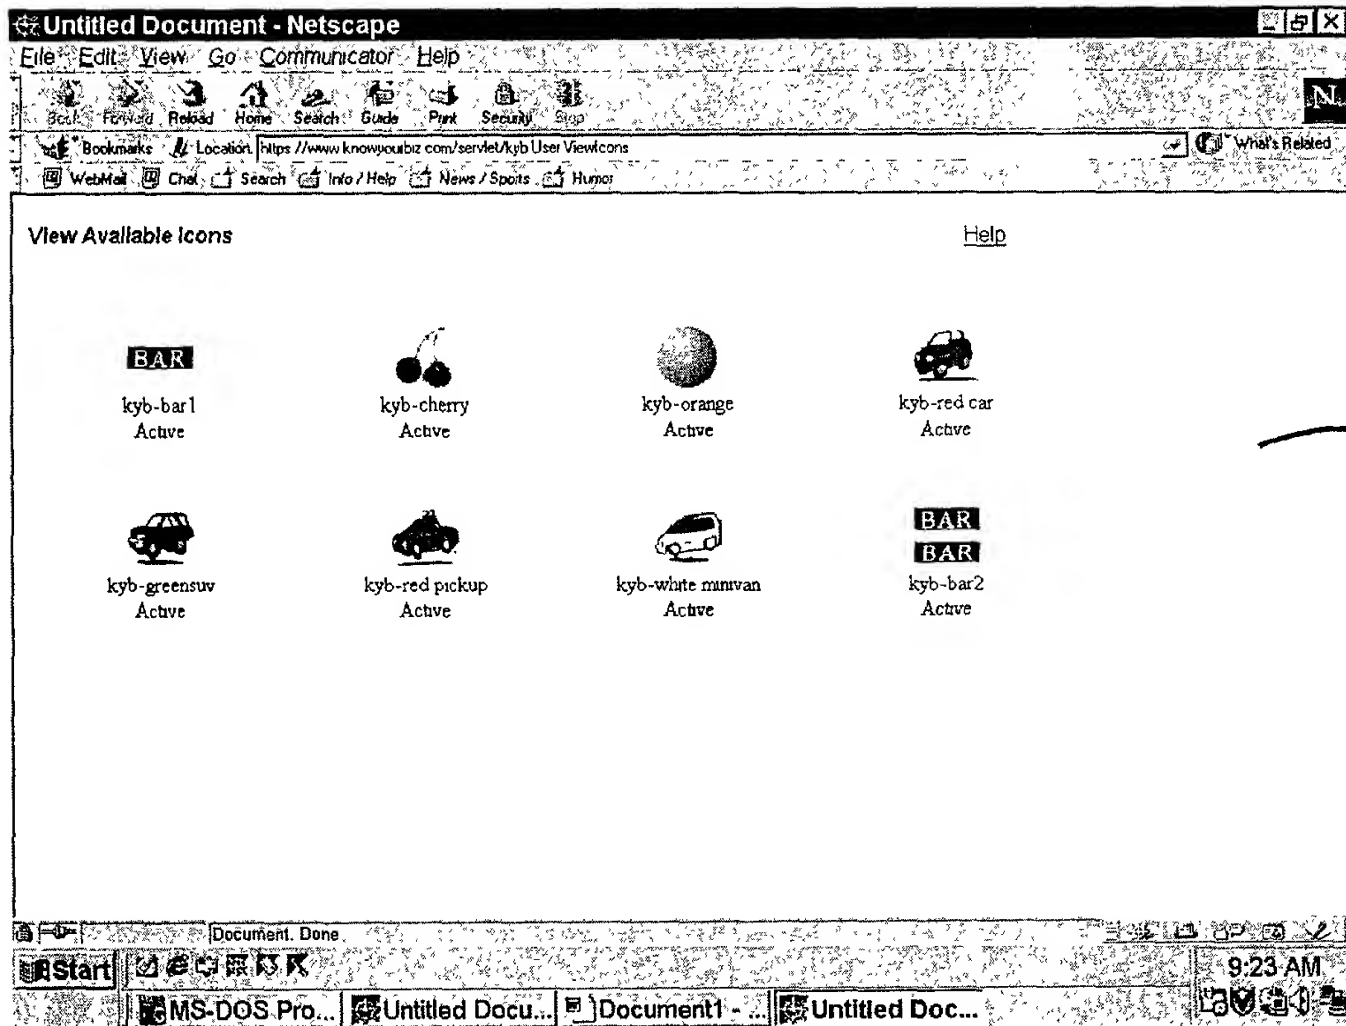 Untitled Document - Netscape
File Edit View Go Communicator Help
Back Forward Reload Home Search Guide Print Security Stop
N
Bookmarks Location https //www knowyourbiz com/servlet/kyb User ViewIcons What's Related
WebMail Chat Search Info / Help News / Sports Humor
View Available Icons Help
BAR
kyb-bar1 kyb-cherry kyb-orange kyb-red car
Active Active Active Active
BAR
BAR
kyb-greensuv kyb-red pickup kyb-white minivan kyb-bar2
Active Active Active Active
Document. Done
Start 9:23 AM
MS-DOS Pro... Untitled Docu... Document1 - ... Untitled Doc...